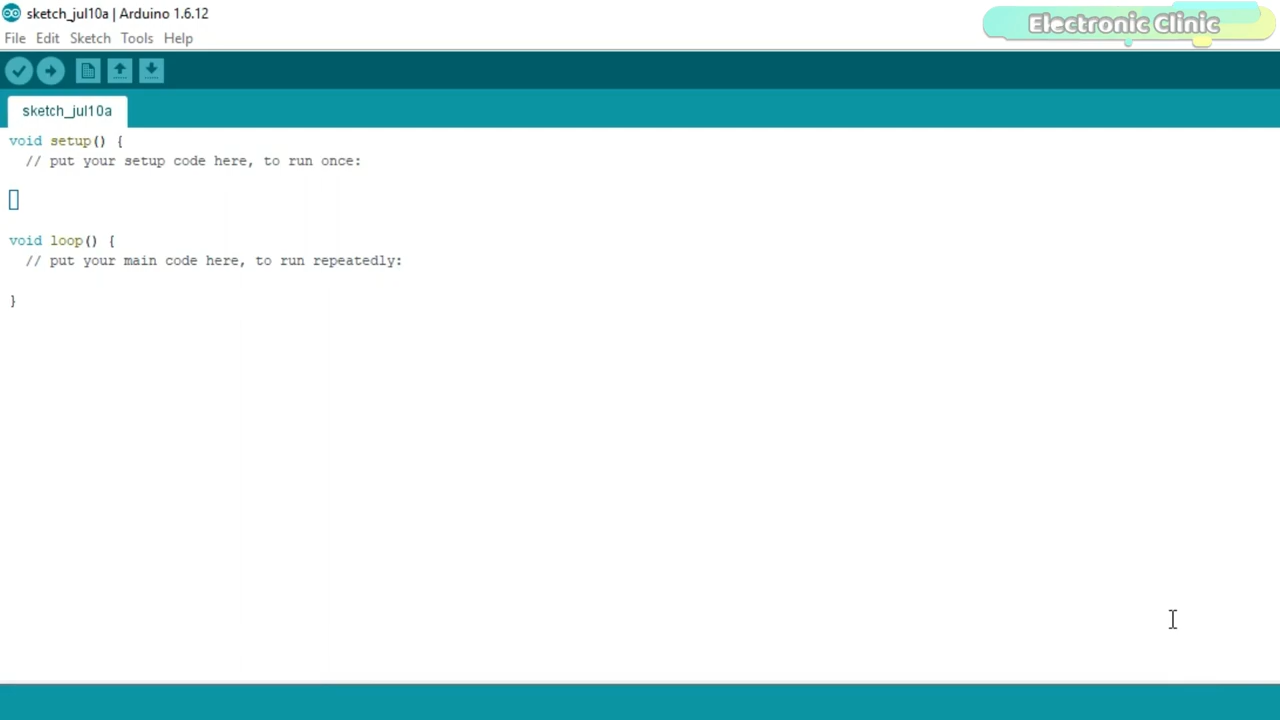 sketch_jul10a | Arduino 1.6.12
Electronic Clinic
File Edit Sketch Tools Help
sketch_jul10a
void setup() {
// put your setup code here, to run once:
void loop() {
// put your main code here, to run repeatedly:
}